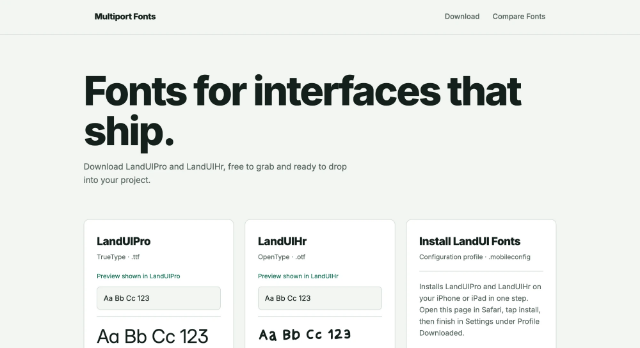 Multiport Fonts
Download
Compare Fonts
Fonts for interfaces that
ship.
Download LandUIPro and LandUIHr, free to grab and ready to drop
into your project.
LandUIPro
TrueType · .ttf
Preview shown in LandUIPro
Aa Bb Cc 123
Aa Bb Cc 123
LandUIHr
OpenType · .otf
Preview shown in LandUIHr
Aa Bb Cc 123
Aa Bb Cc 123
Install LandUI Fonts
Configuration profile · .mobileconfig
Installs LandUIPro and LandUIHr on
your iPhone or iPad in one step.
Open this page in Safari, tap Install,
then finish in Settings under Profile
Downloaded.